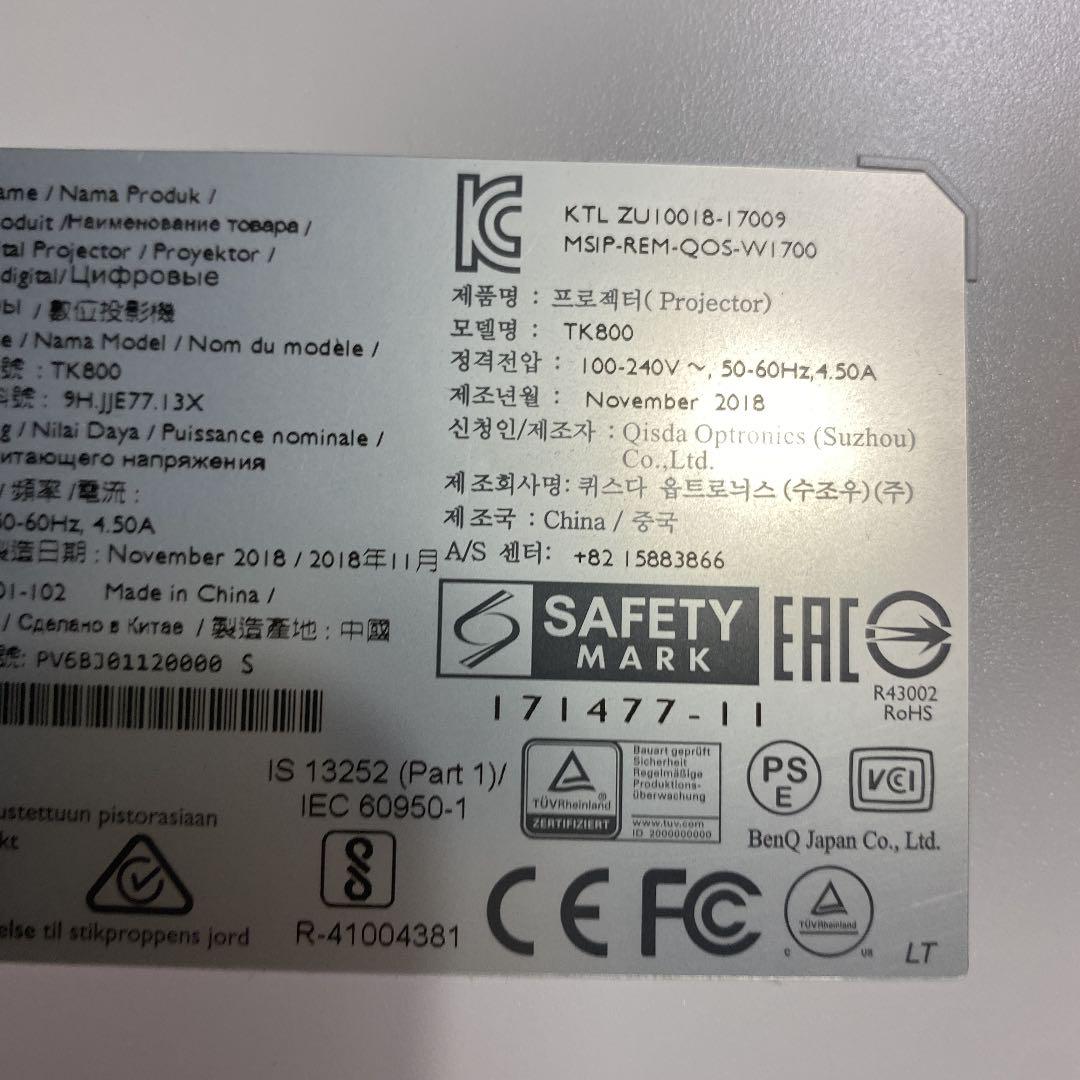 ame / Nama Produk /
oduit /Наименование товара /
tal Projector / Proyektor /
digital/Цифровые
/ 數位投影機
e / Nama Model / Nom du modèle /
號 : TK800
號: 9H.JJE77.13X
g / Nilai Daya / Puissance nominale /
итающего напряжения
/ 頻率 /電流 :
50-60Hz, 4.50A
製造日期 : November 2018 / 2018年11月
01-102 Made in China /
/ Сделано в Китае / 製造產地 : 中國
號: PV6BJ01120000 S
KC
KTL ZU10018-17009
MSIP-REM-QOS-W1700
제품명 : 프로젝터( Projector)
모델명 : TK800
정격전압 : 100-240V ～, 50-60Hz,4.50A
제조년월 : November 2018
신청인/제조자 : Qisda Optronics (Suzhou)
Co.,Ltd.
제조회사명: 퀴스다 옵트로닉스 (수조우)(주)
제조국 : China / 중국
A/S 센터: +82 15883866
SAFETY
MARK
171477-11
EAC
R43002
RoHS
IS 13252 (Part 1)/
IEC 60950-1
TÜVRheinland
ZERTIFIZIERT
Bauart geprüft
Sicherheit
Regelmäßige
Produktions-
überwachung
www.tuv.com
ID 2000000000
PS
E
VCI
BenQ Japan Co., Ltd.
ustettuun pistorasiaan
kt
else til stikproppens jord
R-41004381
CE FC
TÜVRheinland
C US
LT